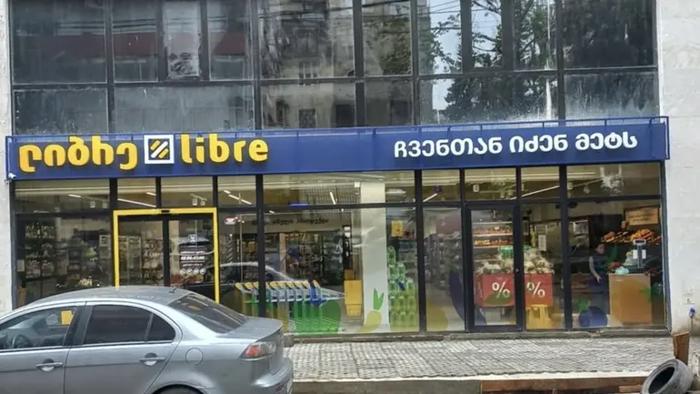 ლიბრე libre
ჩვენთან იძენ მეტს
% %